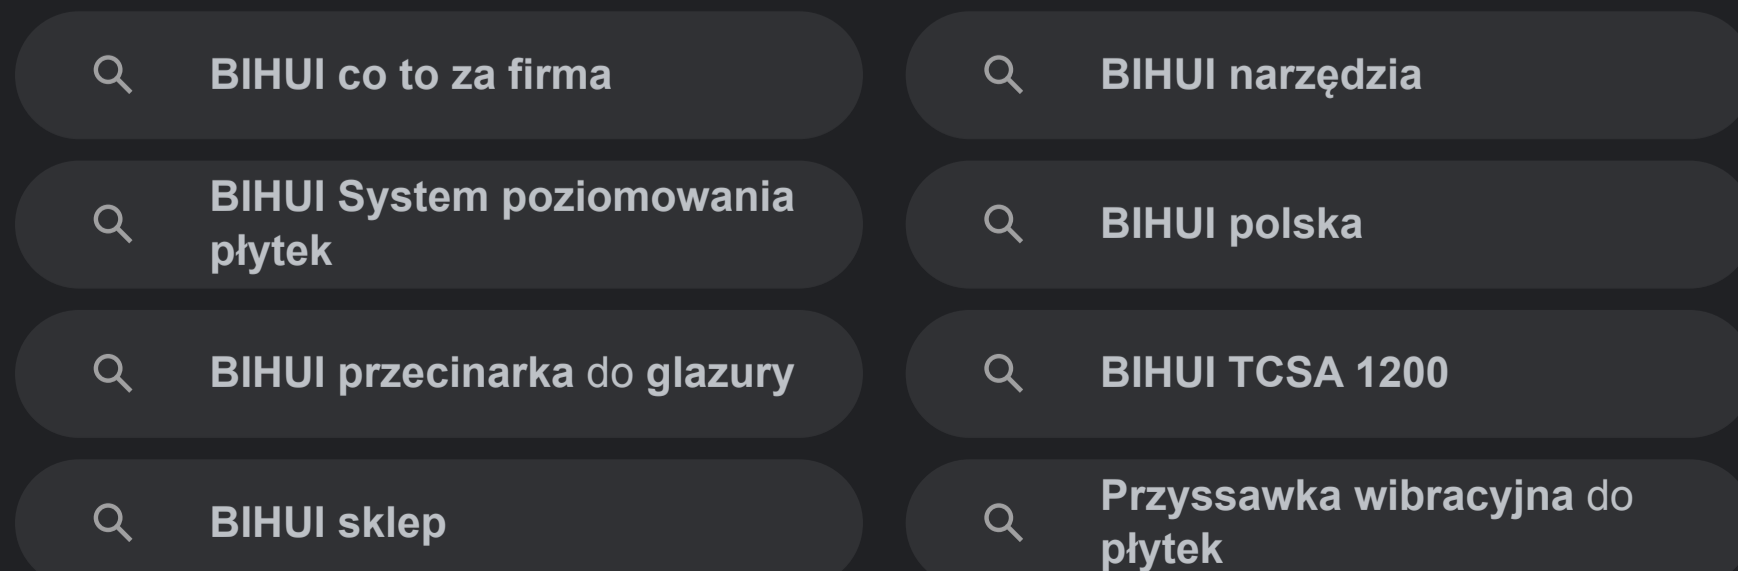 BIHUI co to za firma
BIHUI narzędzia
BIHUI System poziomowania
płytek
BIHUI polska
BIHUI przecinarka do glazury
BIHUI TCSA 1200
BIHUI sklep
Przyssawka wibracyjna do
płytek